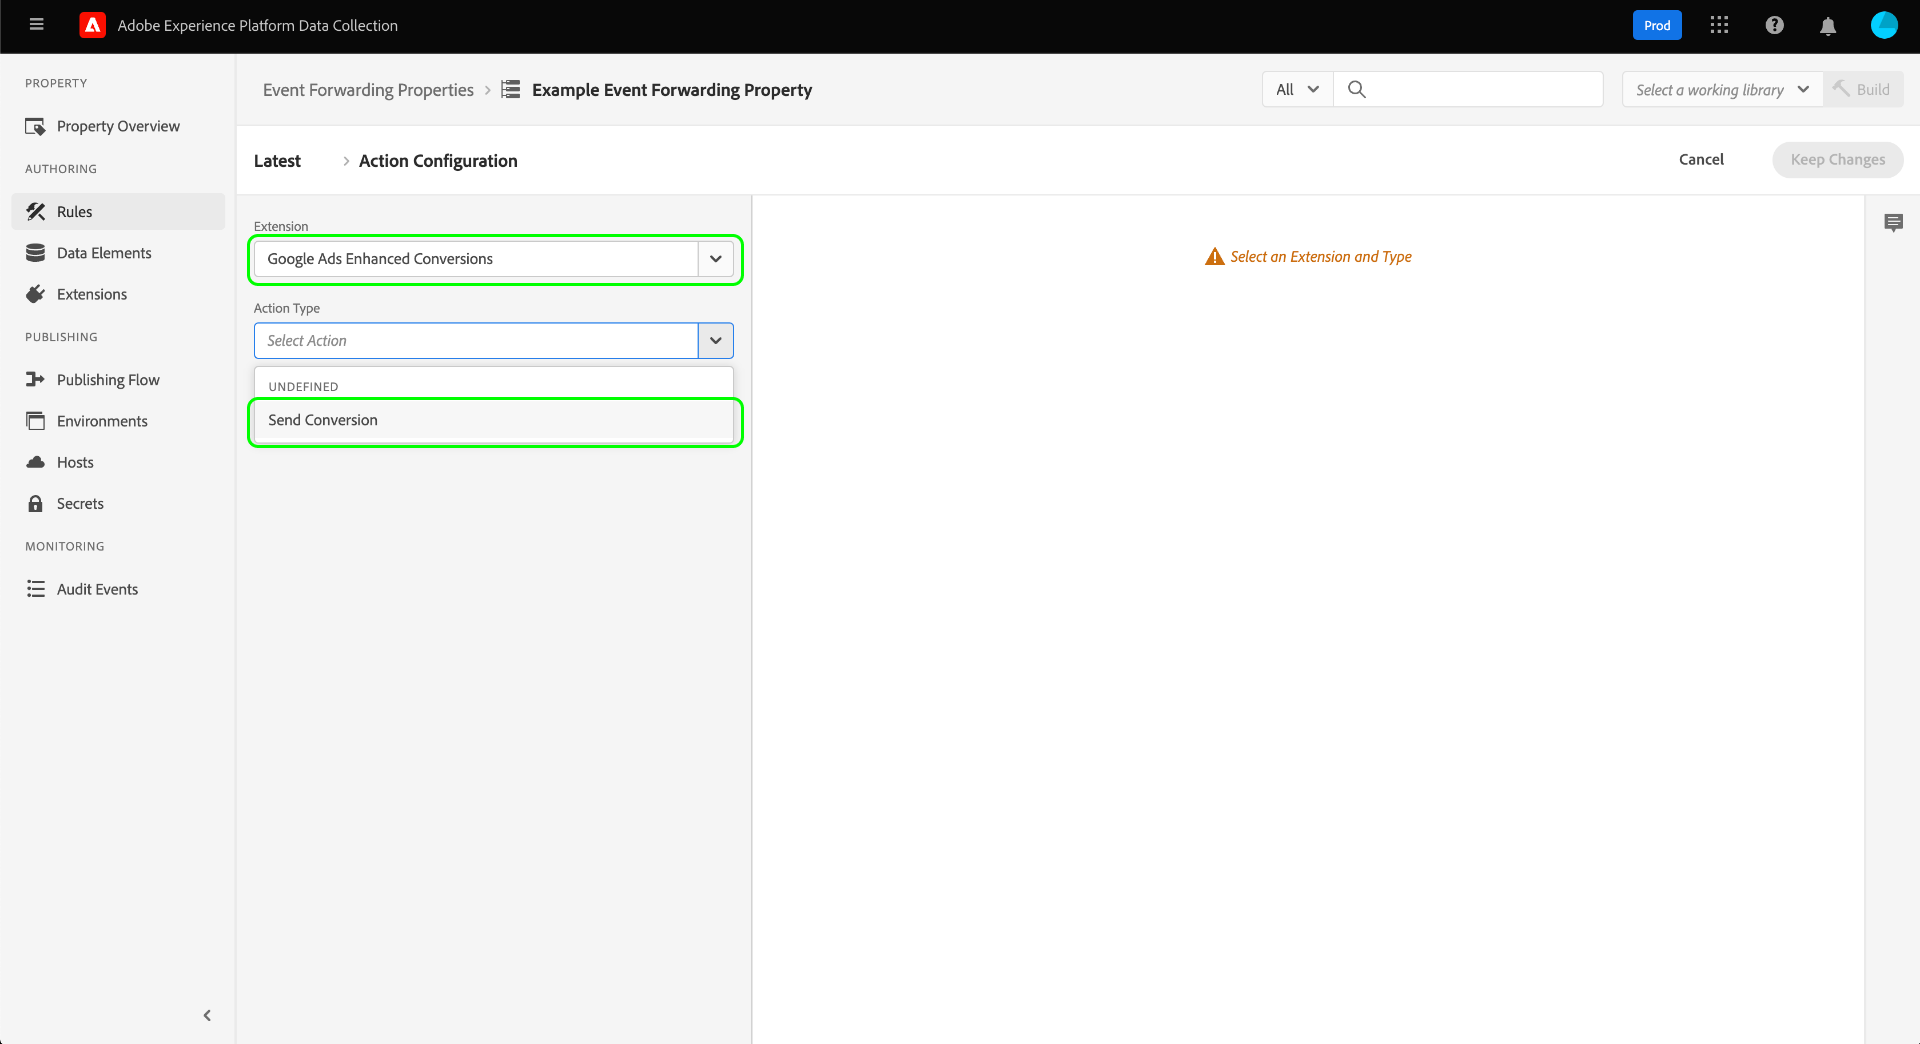 Adobe Experience Platform Data Collection
Prod
PROPERTY
Property Overview
AUTHORING
Rules
Data Elements
Extensions
PUBLISHING
Publishing Flow
Environments
Hosts
Secrets
MONITORING
Audit Events
Event Forwarding Properties
Example Event Forwarding Property
All
Select a working library
Build
Latest
Action Configuration
Cancel
Keep Changes
Extension
Google Ads Enhanced Conversions
Action Type
Select Action
UNDEFINED
Send Conversion
Select an Extension and Type